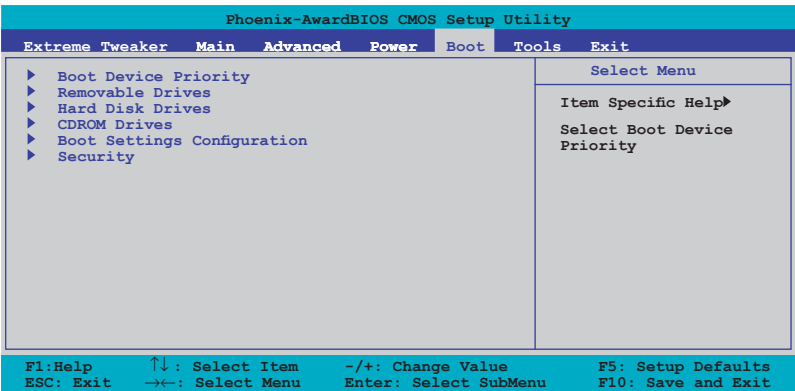 Phoenix-AwardBIOS CMOS Setup Utility
Extreme Tweaker Main Advanced Power Boot Tools Exit
Boot Device Priority
Removable Drives
Hard Disk Drives
CDROM Drives
Boot Settings Configuration
Security
Select Menu
Item Specific Help
Select Boot Device
Priority
F1:Help ↑↓: Select Item -/+: Change Value F5: Setup Defaults
ESC: Exit →←: Select Menu Enter: Select SubMenu F10: Save and Exit